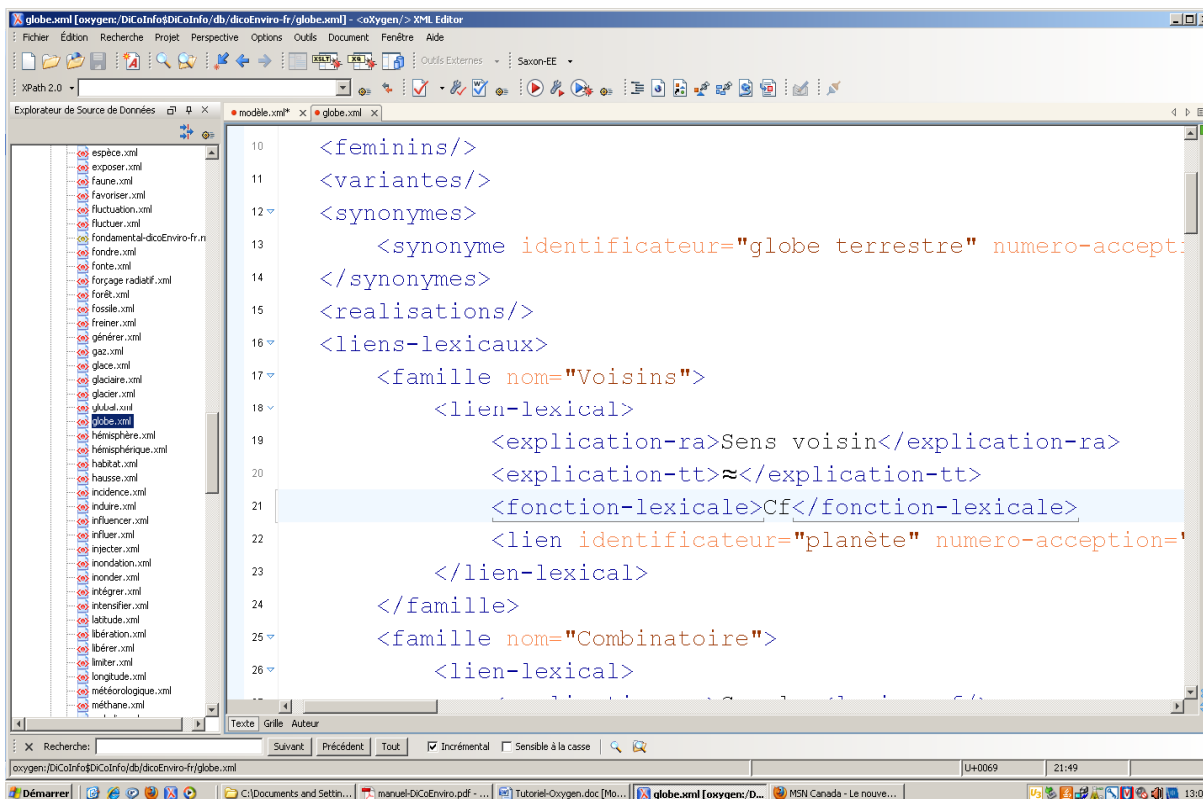 globe.xml [oxygen:/DiCoInfo$DiCoInfo/db/dicoEnviro-fr/globe.xml] - <oXygen/> XML Editor
Fichier Édition Recherche Projet Perspective Options Outils Document Fenêtre Aide
Outils Externes Saxon-EE
XPath 2.0
Explorateur de Source de Données
modèle.xml* globe.xml
espèce.xml
exposer.xml
faune.xml
favoriser.xml
fluctuation.xml
fluctuer.xml
fondamental-dicoEnviro-fr.
fondre.xml
fonte.xml
forçage radiatif.xml
forêt.xml
fossile.xml
freiner.xml
générer.xml
gaz.xml
glace.xml
glaciaire.xml
glacier.xml
global.xml
globe.xml
hémisphère.xml
hémisphérique.xml
habitat.xml
hausse.xml
incidence.xml
induire.xml
influencer.xml
influer.xml
injecter.xml
inondation.xml
inonder.xml
intégrer.xml
intensifier.xml
latitude.xml
libération.xml
libérer.xml
limiter.xml
longitude.xml
météorologique.xml
méthane.xml
10 <feminins/>
11 <variantes/>
12 <synonymes>
13 <synonyme identificateur="globe terrestre" numero-accepti
14 </synonymes>
15 <realisations/>
16 <liens-lexicaux>
17 <famille nom="Voisins">
18 <lien-lexical>
19 <explication-ra>Sens voisin</explication-ra>
20 <explication-tt>≈</explication-tt>
21 <fonction-lexicale>Cf</fonction-lexicale>
22 <lien identificateur="planète" numero-acception="
23 </lien-lexical>
24 </famille>
25 <famille nom="Combinatoire">
26 <lien-lexical>
Texte Grille Auteur
Recherche: Suivant Précédent Tout Incrémental Sensible à la casse
oxygen:/DiCoInfo$DiCoInfo/db/dicoEnviro-fr/globe.xml U+0069 21:49
Démarrer C:\Documents and Settin... manuel-DiCoEnviro.pdf - ... Tutoriel-Oxygen.doc [Mo... globe.xml [oxygen:/D... MSN Canada - Le nouve... 13:0